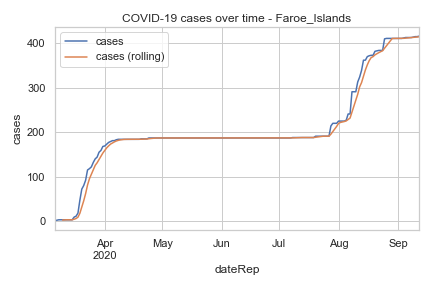 COVID-19 cases over time - Faroe_Islands
cases
cases (rolling)
400
300
200
100
0
cases
Apr
2020
May
Jun
Jul
Aug
Sep
dateRep